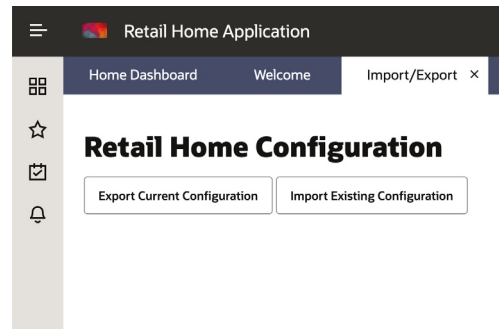 Retail Home Application
Home Dashboard Welcome Import/Export ×
Retail Home Configuration
Export Current Configuration Import Existing Configuration